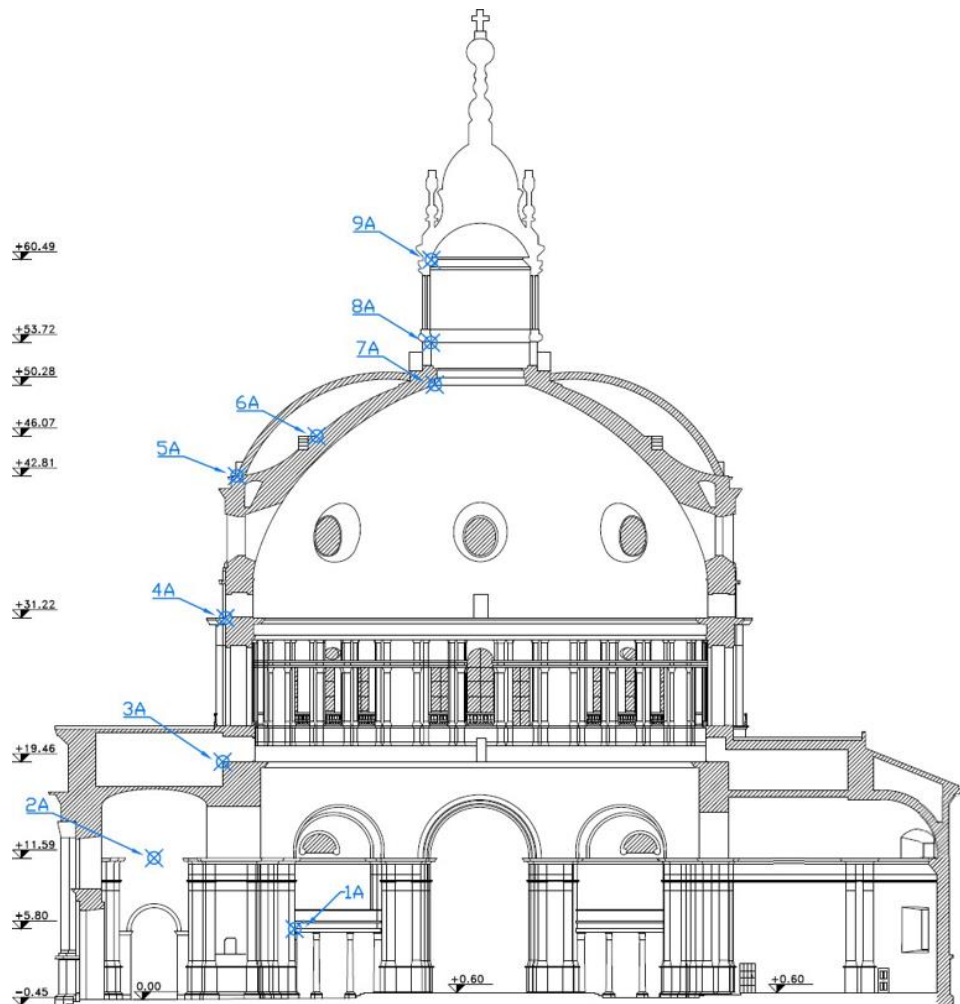 9A
+60.49
8A
+53.72
7A
+50.28
6A
+46.07
5A
+42.81
4A
+31.22
3A
+19.46
2A
+11.59
1A
+5.80
-0.45
0.00
+0.60
+0.60